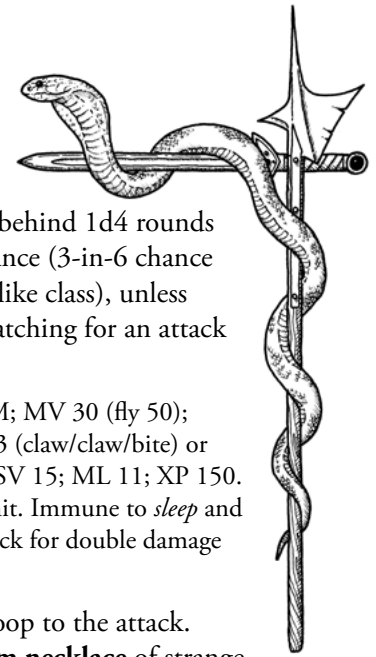 behind 1d4 rounds
ance (3-in-6 chance
like class), unless
atching for an attack
M; MV 30 (fly 50);
3 (claw/claw/bite) or
SV 15; ML 11; XP 150.
nit. Immune to sleep and
ck for double damage
oop to the attack.
m necklace of strange